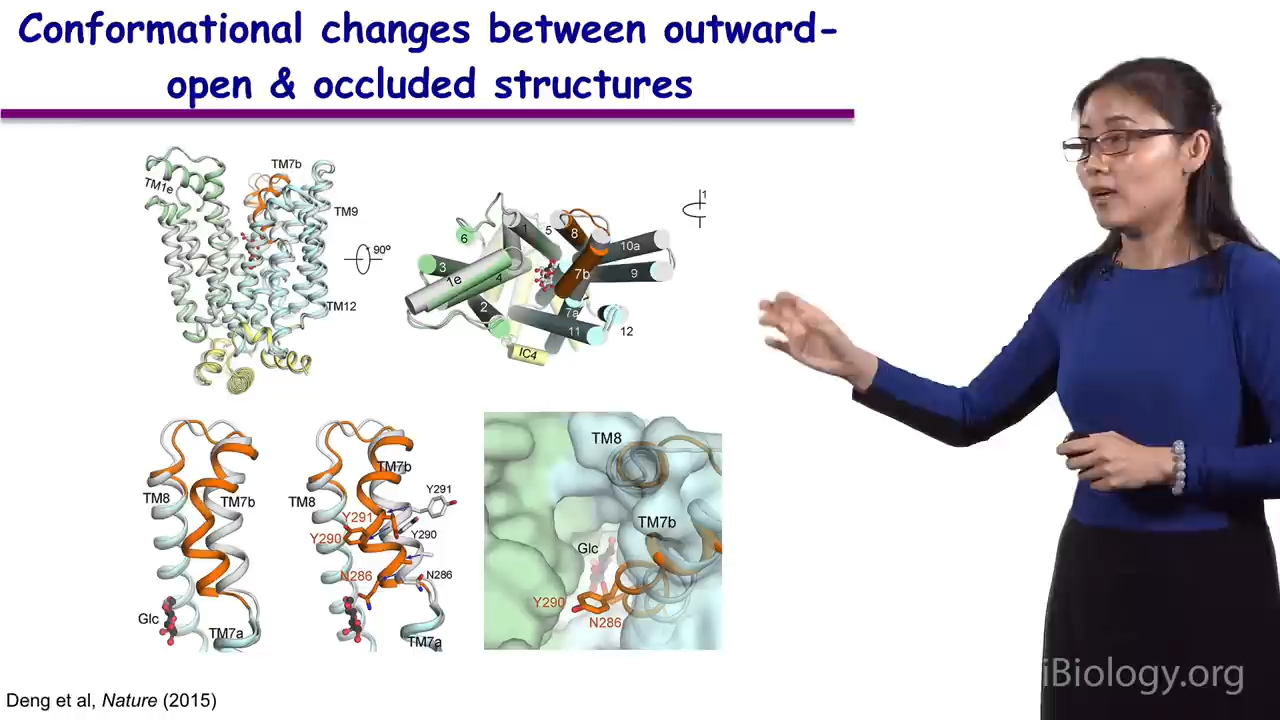 Conformational changes between outward-
open & occluded structures
TM1e
TM7b
TM9
TM12
90º
1
6
1
5
8
10a
3
1e
4
7b
9
2
7a
11
12
IC4
TM8
TM7b
Glc
TM7a
TM8
TM7b
Y291
Y291
Y290
Y290
N286
N286
TM7a
TM8
TM7b
Glc
Y290
N286
Deng et al, Nature (2015)
iBiology.org